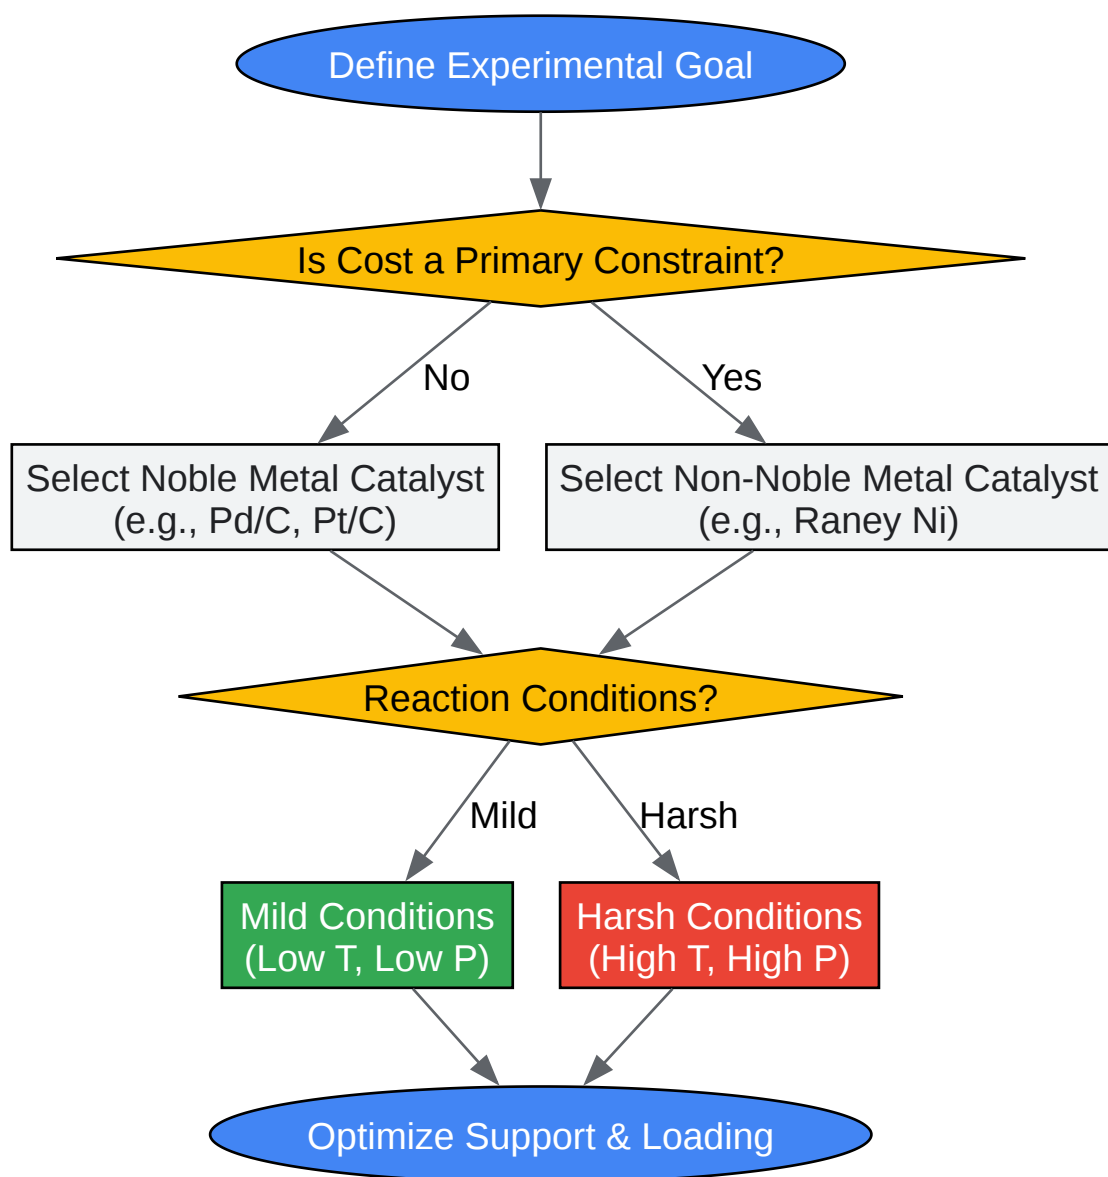 Define Experimental Goal
Is Cost a Primary Constraint?
No
Yes
Select Noble Metal Catalyst
(e.g., Pd/C, Pt/C)
Select Non-Noble Metal Catalyst
(e.g., Raney Ni)
Reaction Conditions?
Mild
Harsh
Mild Conditions
(Low T, Low P)
Harsh Conditions
(High T, High P)
Optimize Support & Loading